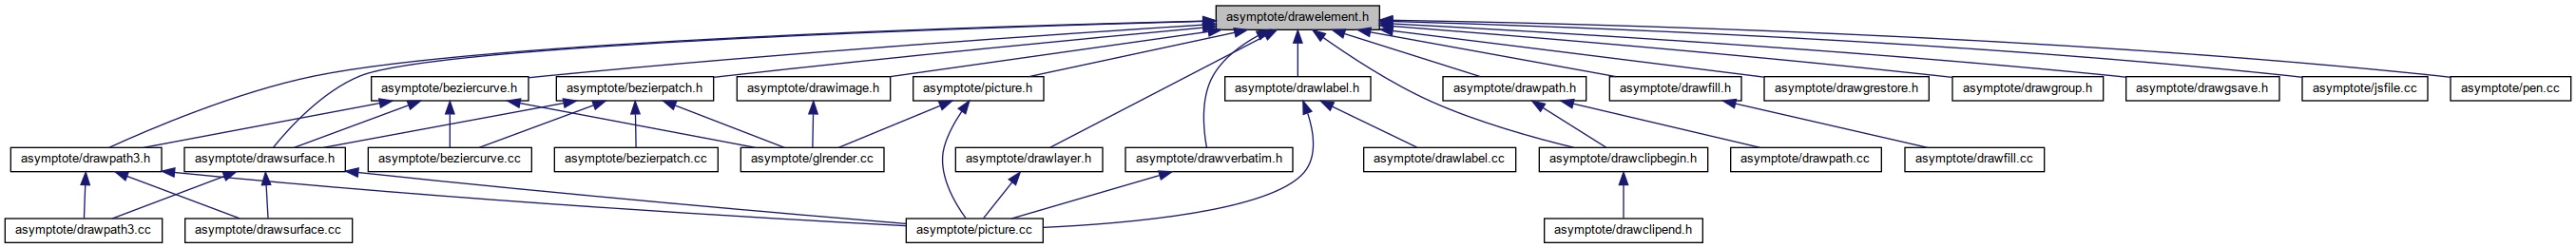 asymptote/drawelement.h
asymptote/beziercurve.h
asymptote/bezierpatch.h
asymptote/drawimage.h
asymptote/picture.h
asymptote/drawlabel.h
asymptote/drawpath.h
asymptote/drawfill.h
asymptote/drawgrestore.h
asymptote/drawgroup.h
asymptote/drawgsave.h
asymptote/jsfile.cc
asymptote/pen.cc
asymptote/drawpath3.h
asymptote/drawsurface.h
asymptote/beziercurve.cc
asymptote/bezierpatch.cc
asymptote/glrender.cc
asymptote/drawlayer.h
asymptote/drawverbatim.h
asymptote/drawlabel.cc
asymptote/drawclipbegin.h
asymptote/drawpath.cc
asymptote/drawfill.cc
asymptote/drawpath3.cc
asymptote/drawsurface.cc
asymptote/picture.cc
asymptote/drawclipend.h